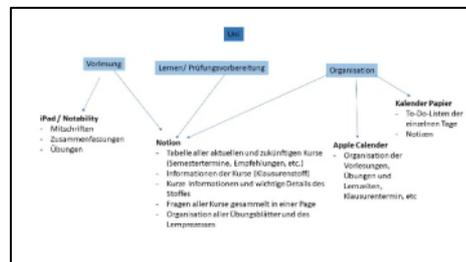 Uni
Vorlesung
Lernen/ Prüfungsvorbereitung
Organisation
iPad / Notability
- Mitschriften
- Zusammenfassungen
- Übungen
Notion
- Tabelle aller aktuellen und zukünftigen Kurse
(Semestertermine, Empfehlungen, etc.)
- Informationen der Kurse (Klausurenstoff)
- Kurze Informationen und wichtige Details des
Stoffes
- Fragen aller Kurse gesammelt in einer Page
- Organisation aller Übungsblätter und des
Lernprozesses
Apple Calender
- Organisation der
Vorlesungen,
Übungen und
Lernzeiten,
Klausurentermin, etc
Kalender Papier
- To-Do-Listen der
einzelnen Tage
- Notizen